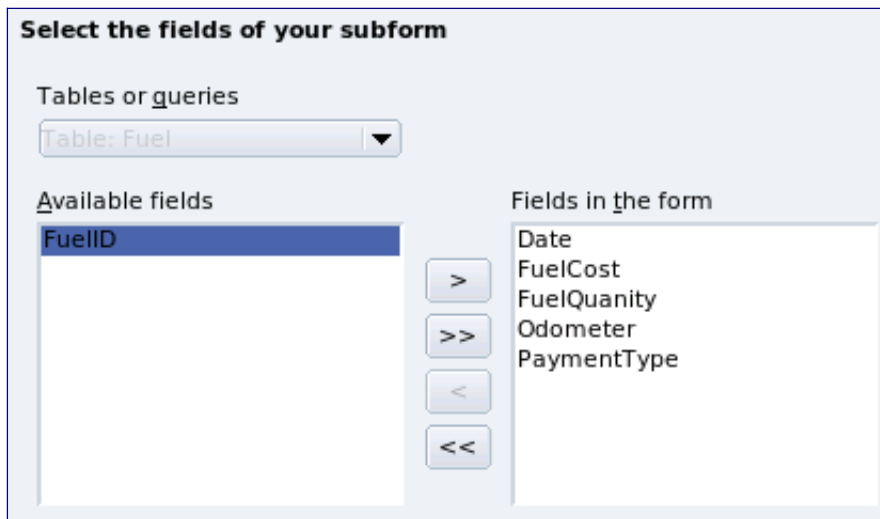 Select the fields of your subform
Tables or queries
Table: Fuel
Available fields
Fields in the form
FuelID
Date
FuelCost
FuelQuanity
Odometer
PaymentType
>
>>
<
<<